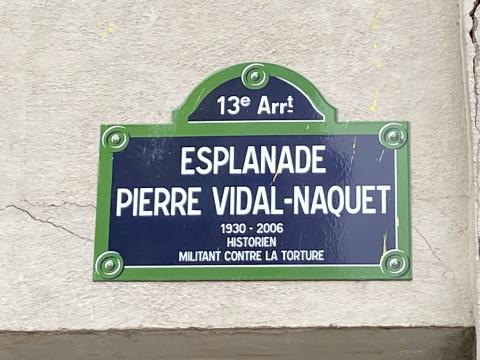 13e Arrt
ESPLANADE
PIERRE VIDAL-NAQUET
1930 - 2006
HISTORIEN
MILITANT CONTRE LA TORTURE